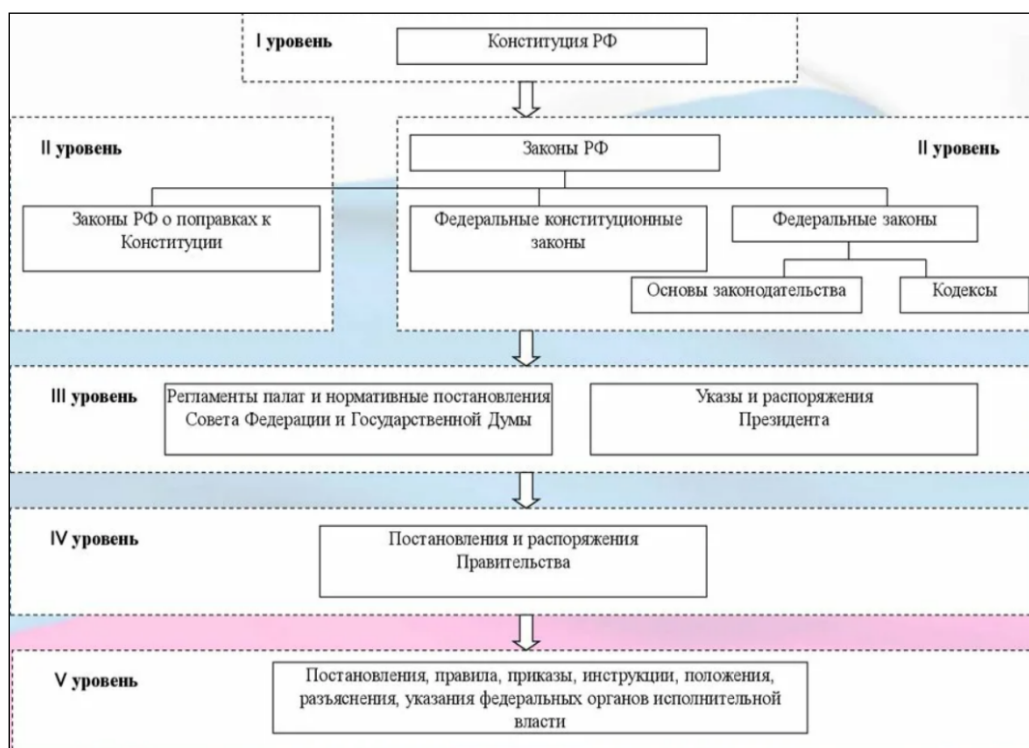 I уровень
Конституция РФ
II уровень
Законы РФ
II уровень
Законы РФ о поправках к
Конституции
Федеральные конституционные
законы
Федеральные законы
Основы законодательства
Кодексы
III уровень
Регламенты палат и нормативные постановления
Совета Федерации и Государственной Думы
Указы и распоряжения
Президента
IV уровень
Постановления и распоряжения
Правительства
V уровень
Постановления, правила, приказы, инструкции, положения,
разъяснения, указания федеральных органов исполнительной
власти